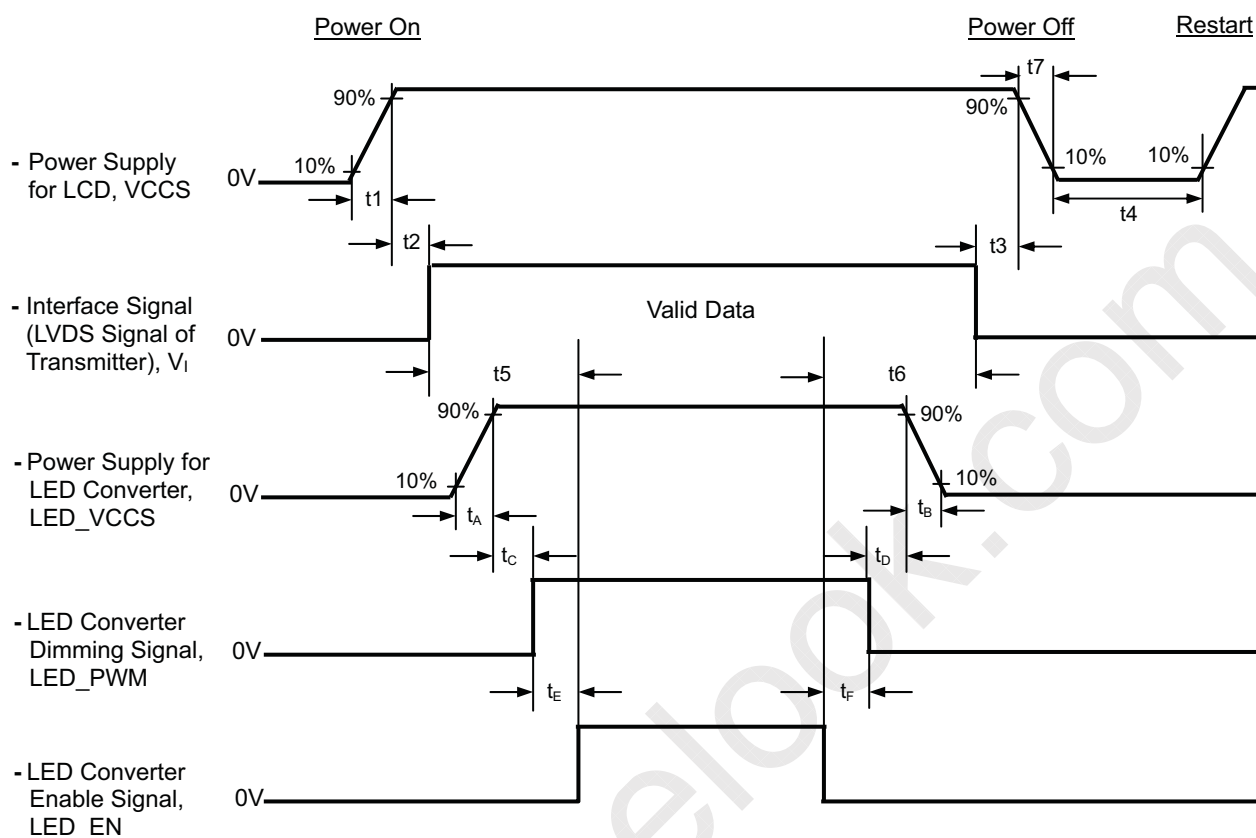 Power On
Power Off
Restart
t7
90%
90%
10%
10%
10%
- Power Supply
for LCD, VCCS
0V
t1
t4
t2
t3
- Interface Signal
(LVDS Signal of
Transmitter), VI
0V
Valid Data
t5
t6
90%
90%
- Power Supply for
LED Converter,
LED_VCCS
0V
10%
10%
tA
tB
tC
tD
- LED Converter
Dimming Signal,
LED_PWM
0V
tE
tF
- LED Converter
Enable Signal,
LED_EN
0V
elook.com